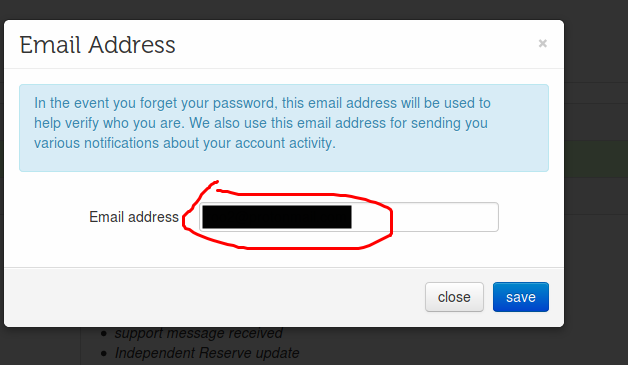 Email Address
×
In the event you forget your password, this email address will be used to
help verify who you are. We also use this email address for sending you
various notifications about your account activity.
Email address
close save
• support message received
• Independent Reserve update